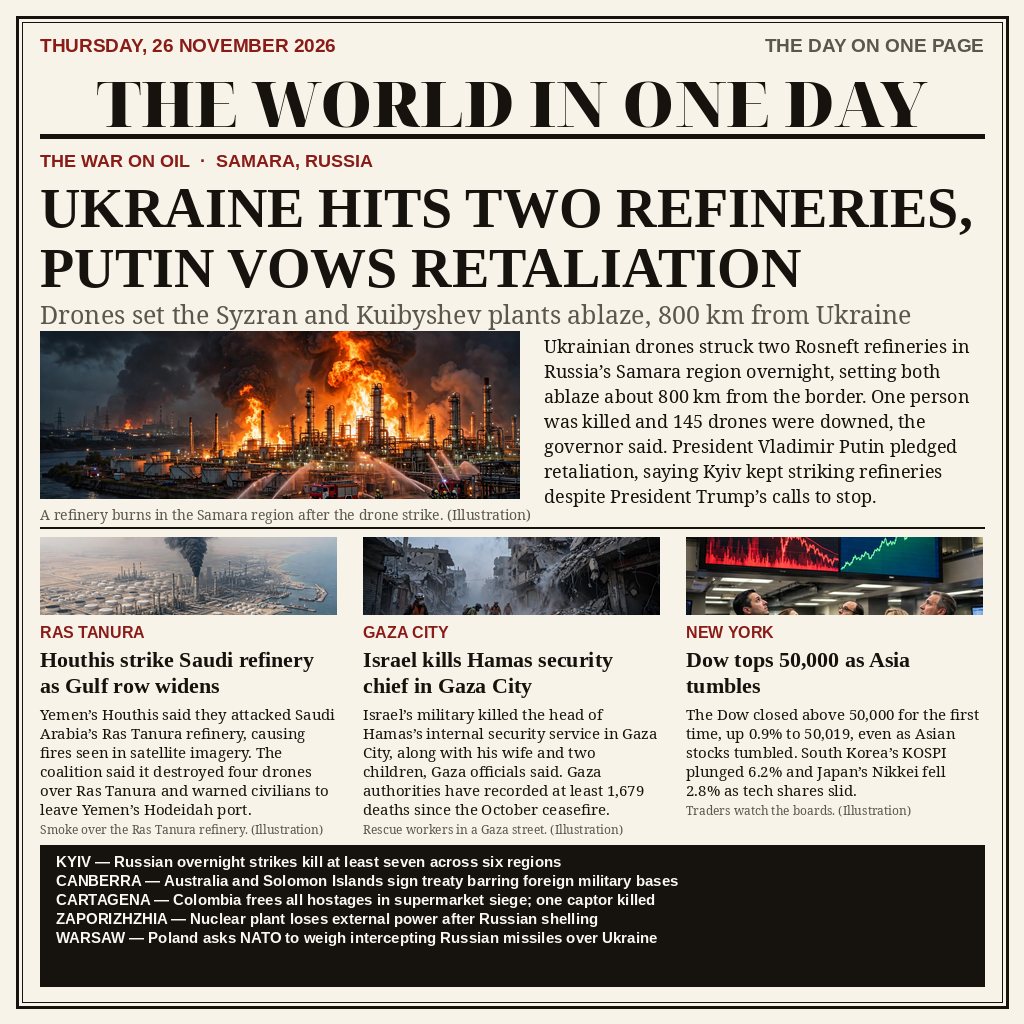 THURSDAY, 26 NOVEMBER 2026
THE DAY ON ONE PAGE
THE WORLD IN ONE DAY
THE WAR ON OIL · SAMARA, RUSSIA
UKRAINE HITS TWO REFINERIES,
PUTIN VOWS RETALIATION
Drones set the Syzran and Kuibyshev plants ablaze, 800 km from Ukraine
Ukrainian drones struck two Rosneft refineries in
Russia’s Samara region overnight, setting both
ablaze about 800 km from the border. One person
was killed and 145 drones were downed, the
governor said. President Vladimir Putin pledged
retaliation, saying Kyiv kept striking refineries
despite President Trump’s calls to stop.
A refinery burns in the Samara region after the drone strike. (Illustration)
RAS TANURA
Houthis strike Saudi refinery
as Gulf row widens
Yemen’s Houthis said they attacked Saudi
Arabia’s Ras Tanura refinery, causing
fires seen in satellite imagery. The
coalition said it destroyed four drones
over Ras Tanura and warned civilians to
leave Yemen’s Hodeidah port.
Smoke over the Ras Tanura refinery. (Illustration)
GAZA CITY
Israel kills Hamas security
chief in Gaza City
Israel’s military killed the head of
Hamas’s internal security service in Gaza
City, along with his wife and two
children, Gaza officials said. Gaza
authorities have recorded at least 1,679
deaths since the October ceasefire.
Rescue workers in a Gaza street. (Illustration)
NEW YORK
Dow tops 50,000 as Asia
tumbles
The Dow closed above 50,000 for the first
time, up 0.9% to 50,019, even as Asian
stocks tumbled. South Korea’s KOSPI
plunged 6.2% and Japan’s Nikkei fell
2.8% as tech shares slid.
Traders watch the boards. (Illustration)
KYIV — Russian overnight strikes kill at least seven across six regions
CANBERRA — Australia and Solomon Islands sign treaty barring foreign military bases
CARTAGENA — Colombia frees all hostages in supermarket siege; one captor killed
ZAPORIZHZHIA — Nuclear plant loses external power after Russian shelling
WARSAW — Poland asks NATO to weigh intercepting Russian missiles over Ukraine